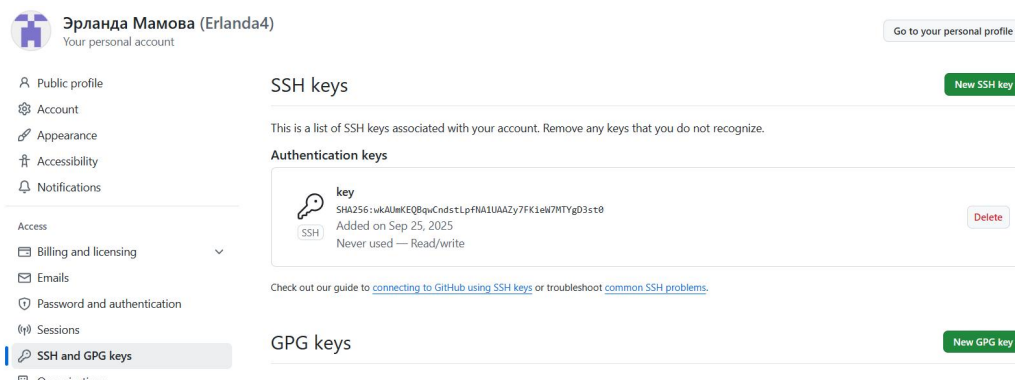 Эрланда Мамова (Erlanda4)
Your personal account
Go to your personal profile
Public profile
Account
Appearance
Accessibility
Notifications
Access
Billing and licensing
Emails
Password and authentication
Sessions
SSH and GPG keys
SSH keys
New SSH key
This is a list of SSH keys associated with your account. Remove any keys that you do not recognize.
Authentication keys
key
SHA256:wkAUmKEQBqwCndstLpfNA1UAAZy7FKieW7MTYgD3st0
SSH
Added on Sep 25, 2025
Never used — Read/write
Delete
Check out our guide to connecting to GitHub using SSH keys or troubleshoot common SSH problems.
GPG keys
New GPG key